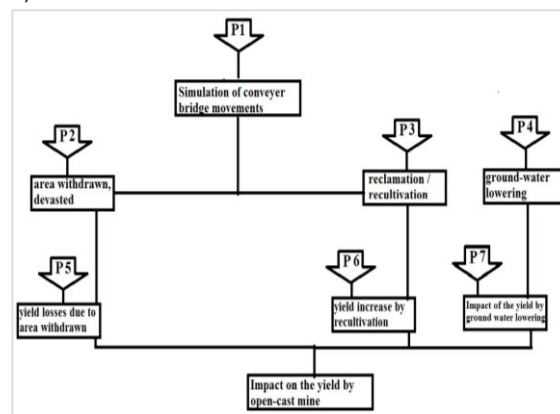 P1
Simulation of conveyer
bridge movements
P2
P3
P4
area withdrawn,
devasted
reclamation /
recultivation
ground-water
lowering
P5
P6
P7
yield losses due to
area withdrawn
yield increase by
recultivation
Impact of the yield by
ground water lowering
Impact on the yield by
open-cast mine